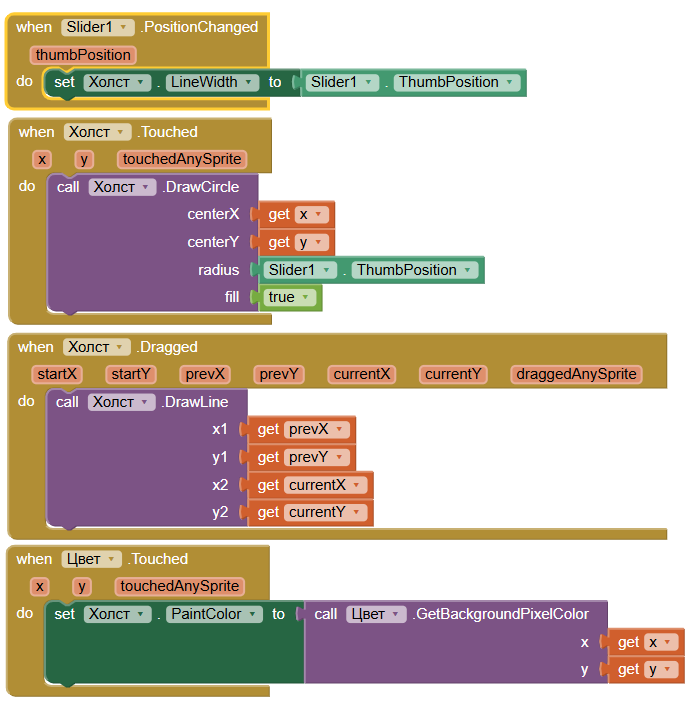 when Slider1 .PositionChanged
thumbPosition
do set Холст . LineWidth to Slider1 . ThumbPosition
when Холст .Touched
x y touchedAnySprite
do call Холст .DrawCircle
centerX get x
centerY get y
radius Slider1 . ThumbPosition
fill true
when Холст .Dragged
startX startY prevX prevY currentX currentY draggedAnySprite
do call Холст .DrawLine
x1 get prevX
y1 get prevY
x2 get currentX
y2 get currentY
when Цвет .Touched
x y touchedAnySprite
do set Холст . PaintColor to call Цвет .GetBackgroundPixelColor
x get x
y get y